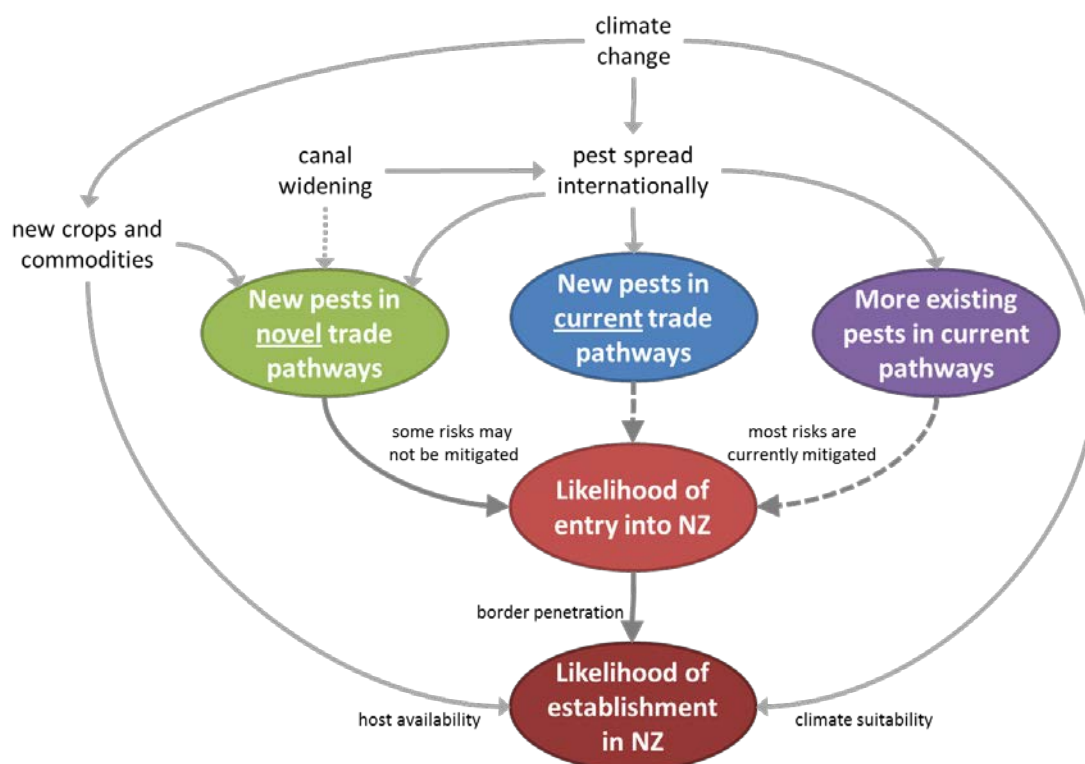 climate
change
canal
widening
pest spread
internationally
new crops and
commodities
New pests in
novel trade
pathways
New pests in
current trade
pathways
More existing
pests in current
pathways
some risks may
not be mitigated
most risks are
currently mitigated
Likelihood of
entry into NZ
border penetration
Likelihood of
establishment
in NZ
host availability
climate suitability